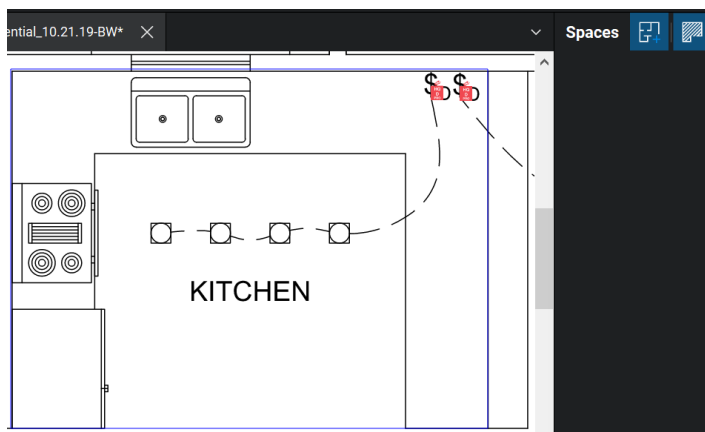 ential_10.21.19-BW*
Spaces
$D $D
KITCHEN